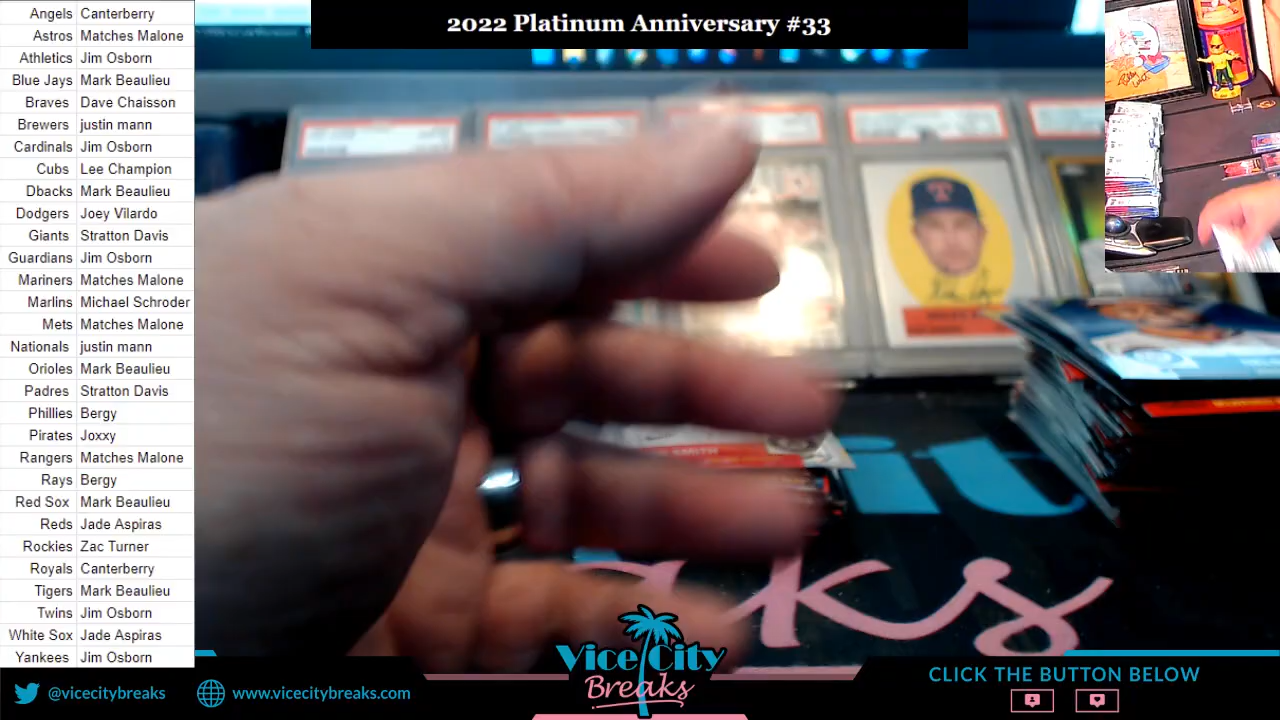 2022 Platinum Anniversary #33
Angels Canterberry
Astros Matches Malone
Athletics Jim Osborn
Blue Jays Mark Beaulieu
Braves Dave Chaisson
Brewers justin mann
Cardinals Jim Osborn
Cubs Lee Champion
Dbacks Mark Beaulieu
Dodgers Joey Vilardo
Giants Stratton Davis
Guardians Jim Osborn
Mariners Matches Malone
Marlins Michael Schroder
Mets Matches Malone
Nationals justin mann
Orioles Mark Beaulieu
Padres Stratton Davis
Phillies Bergy
Pirates Joxxy
Rangers Matches Malone
Rays Bergy
Red Sox Mark Beaulieu
Reds Jade Aspiras
Rockies Zac Turner
Royals Canterberry
Tigers Mark Beaulieu
Twins Jim Osborn
White Sox Jade Aspiras
Yankees Jim Osborn
T
SMITH
it
aks
Vice City
Breaks
@vicecitybreaks
www.vicecitybreaks.com
CLICK THE BUTTON BELOW